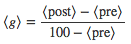 ⟨g⟩ = (⟨post⟩ − ⟨pre⟩) / (100 − ⟨pre⟩)